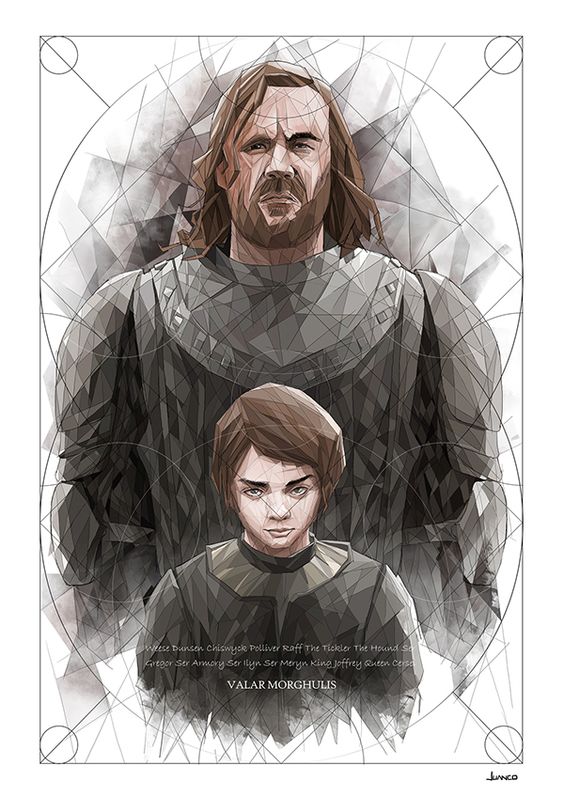 Weese Dunsen Chiswyck Polliver Raff The Tickler The Hound Ser
Gregor Ser Armory Ser Ilyn Ser Meryn King Joffrey Queen Cersei
VALAR MORGHULIS
JUANCO